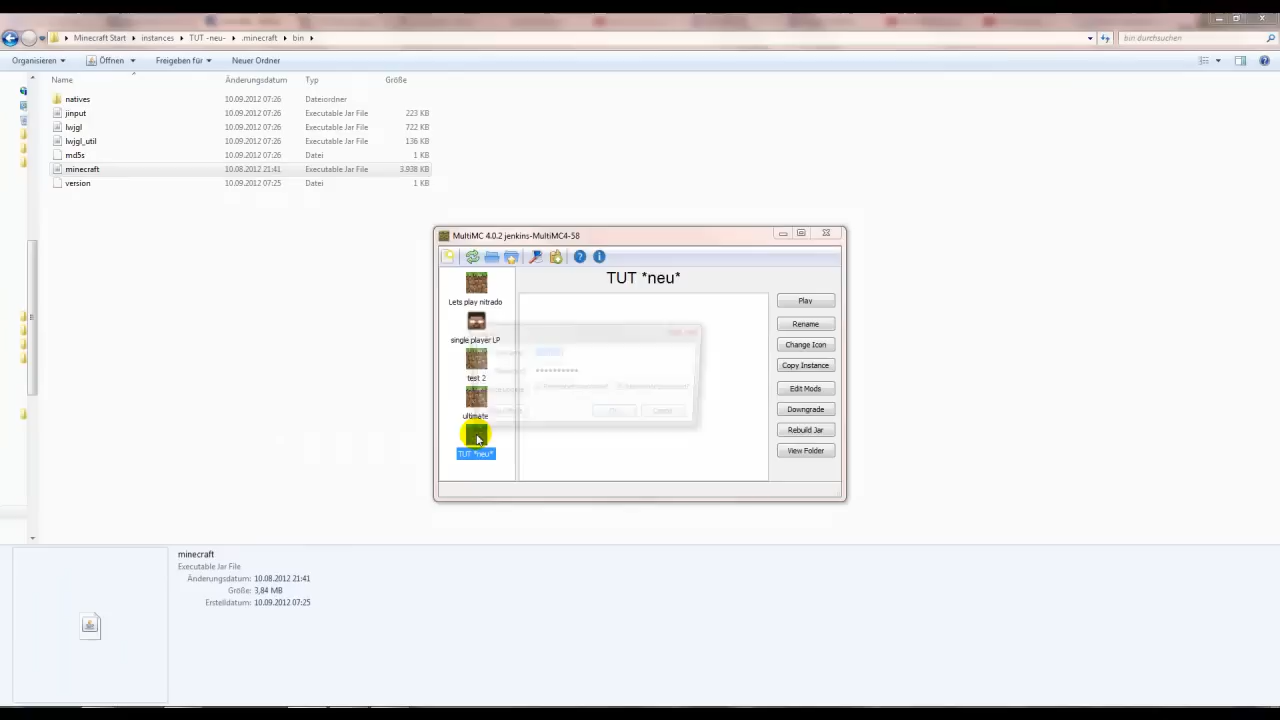 Minecraft Start ▸ instances ▸ TUT -neu- ▸ .minecraft ▸ bin ▸
bin durchsuchen
Organisieren Öffnen Freigeben für Neuer Ordner
Name Änderungsdatum Typ Größe
natives 10.09.2012 07:26 Dateiordner
jinput 10.09.2012 07:26 Executable Jar File 223 KB
lwjgl 10.09.2012 07:26 Executable Jar File 722 KB
lwjgl_util 10.09.2012 07:26 Executable Jar File 136 KB
md5s 10.09.2012 07:26 Datei 1 KB
minecraft 10.08.2012 21:41 Executable Jar File 3.938 KB
version 10.09.2012 07:25 Datei 1 KB
MultiMC 4.0.2 jenkins-MultiMC4-58
TUT *neu*
Lets play nitrado
single player LP
test 2
ultimate
TUT *neu*
Play
Rename
Change Icon
Copy Instance
Edit Mods
Downgrade
Rebuild Jar
View Folder
minecraft
Executable Jar File
Änderungsdatum: 10.08.2012 21:41
Größe: 3,84 MB
Erstelldatum: 10.09.2012 07:25